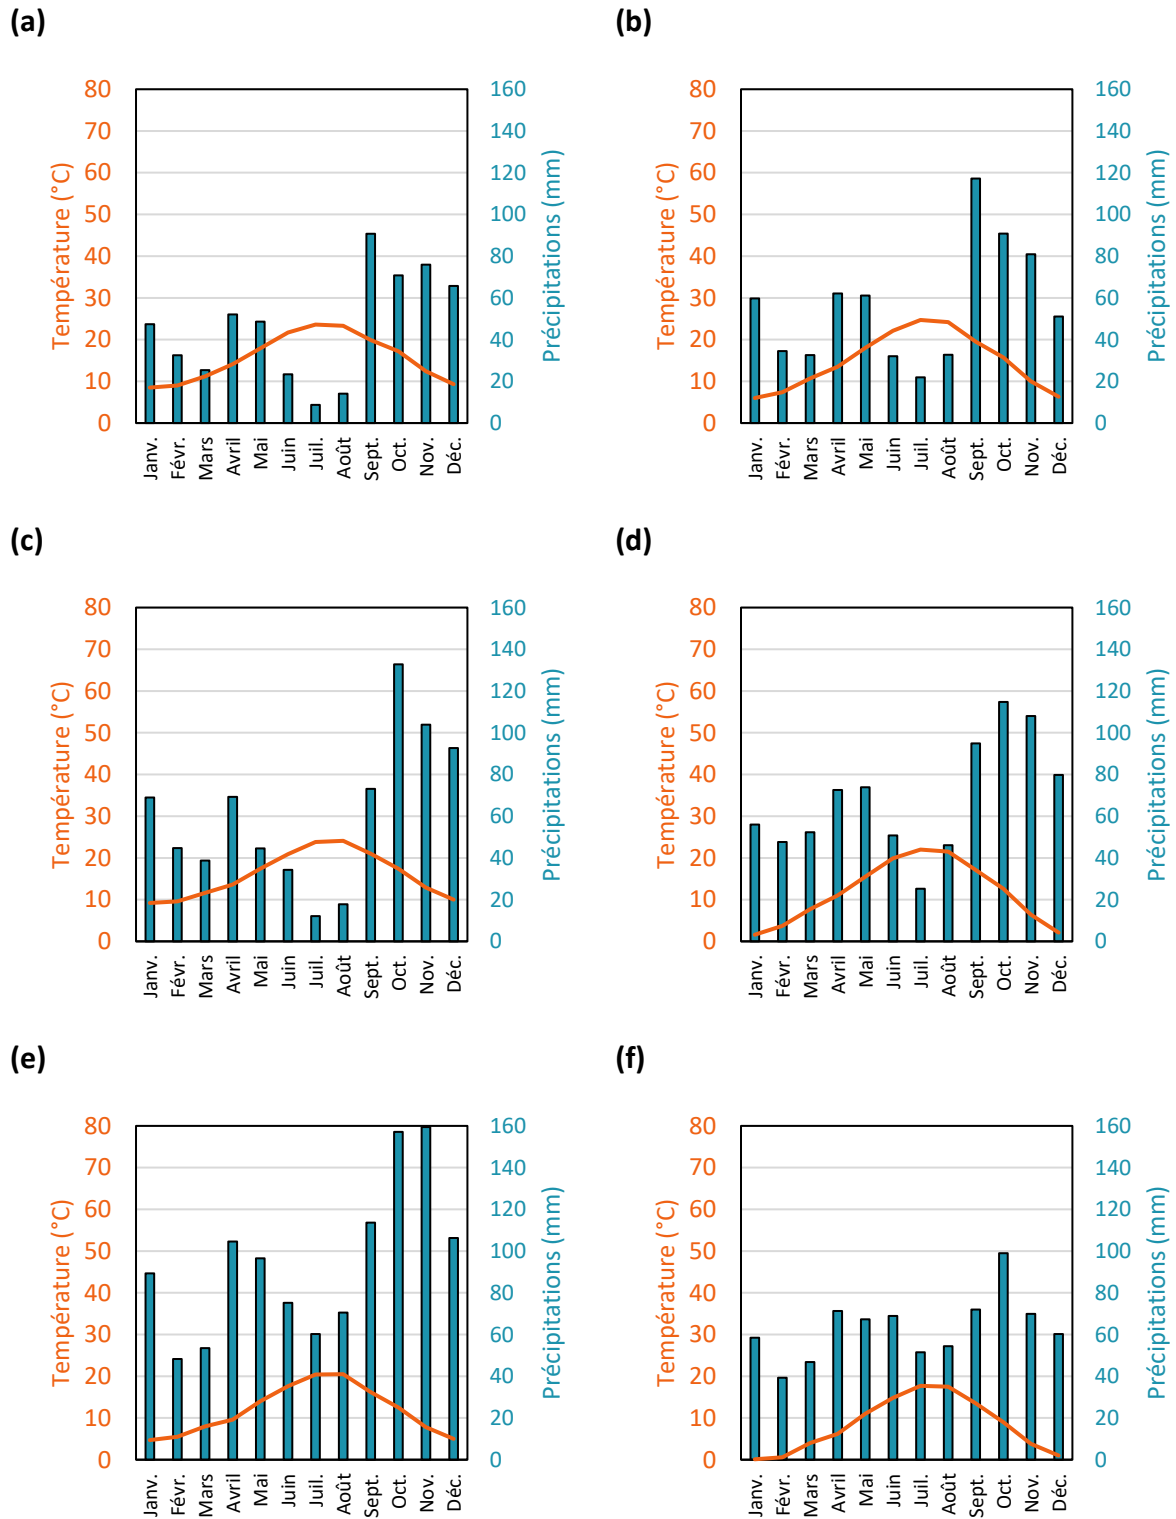 (a)
(b)
80
70
60
50
40
30
20
10
0
Température (°C)
160
140
120
100
80
60
40
20
0
Précipitations (mm)
Janv.
Févr.
Mars
Avril
Mai
Juin
Juil.
Août
Sept.
Oct.
Nov.
Déc.
80
70
60
50
40
30
20
10
0
Température (°C)
160
140
120
100
80
60
40
20
0
Précipitations (mm)
Janv.
Févr.
Mars
Avril
Mai
Juin
Juil.
Août
Sept.
Oct.
Nov.
Déc.
(c)
(d)
80
70
60
50
40
30
20
10
0
Température (°C)
160
140
120
100
80
60
40
20
0
Précipitations (mm)
Janv.
Févr.
Mars
Avril
Mai
Juin
Juil.
Août
Sept.
Oct.
Nov.
Déc.
80
70
60
50
40
30
20
10
0
Température (°C)
160
140
120
100
80
60
40
20
0
Précipitations (mm)
Janv.
Févr.
Mars
Avril
Mai
Juin
Juil.
Août
Sept.
Oct.
Nov.
Déc.
(e)
(f)
80
70
60
50
40
30
20
10
0
Température (°C)
160
140
120
100
80
60
40
20
0
Précipitations (mm)
Janv.
Févr.
Mars
Avril
Mai
Juin
Juil.
Août
Sept.
Oct.
Nov.
Déc.
80
70
60
50
40
30
20
10
0
Température (°C)
160
140
120
100
80
60
40
20
0
Précipitations (mm)
Janv.
Févr.
Mars
Avril
Mai
Juin
Juil.
Août
Sept.
Oct.
Nov.
Déc.